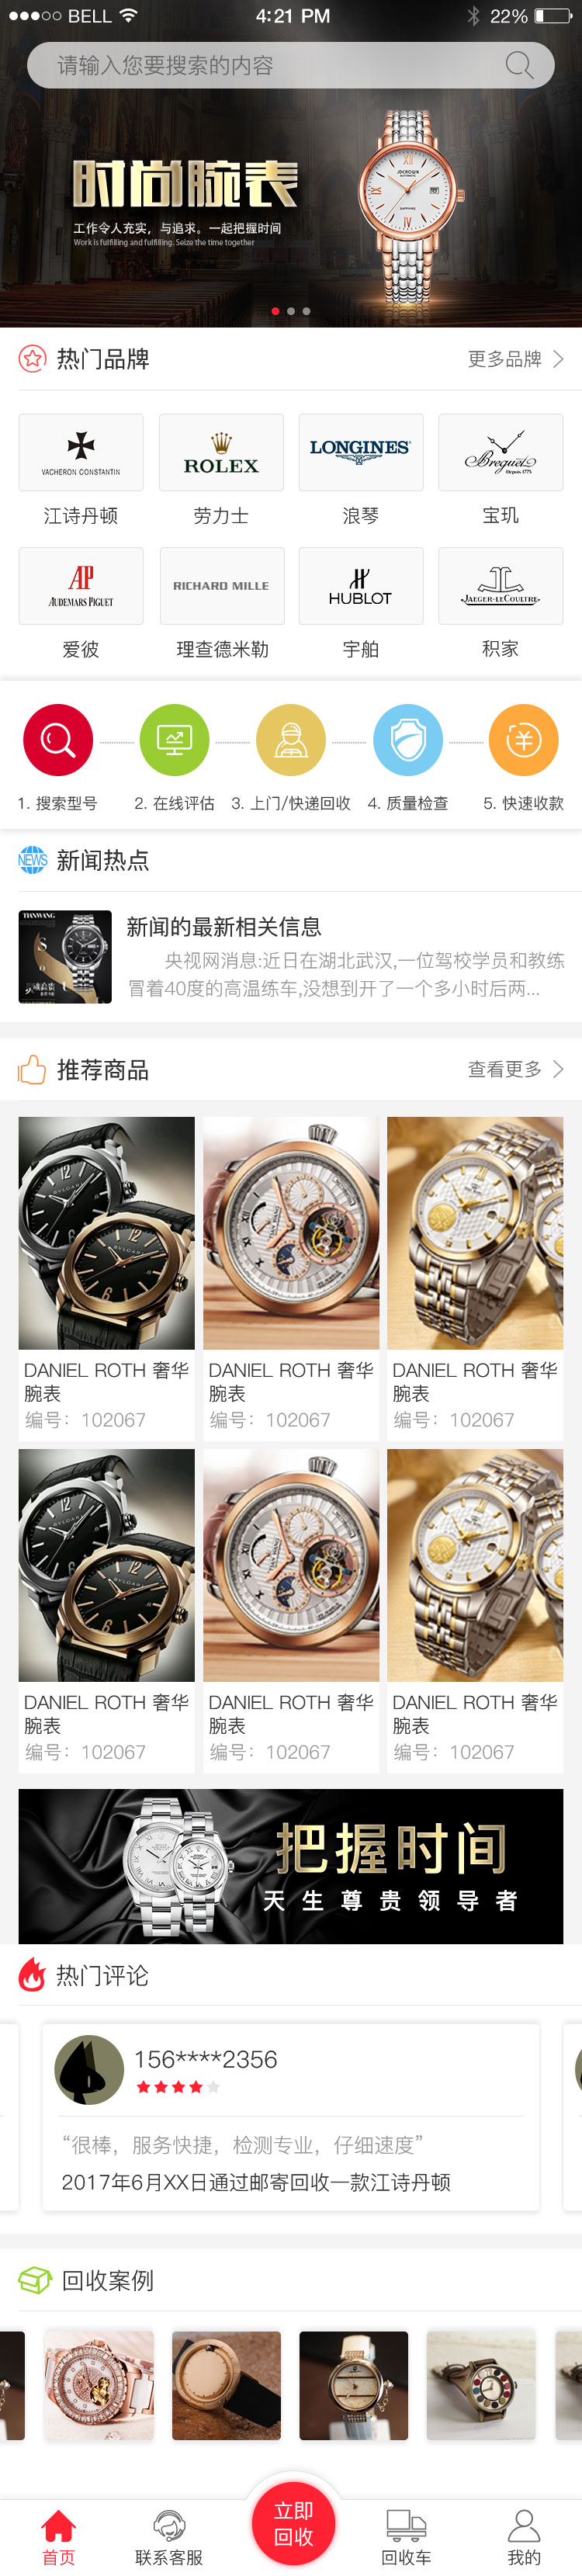 BELL 4:21 PM 22%
请输入您要搜索的内容
时尚腕表
工作令人充实，与追求。一起把握时间
Work is fulfilling and fulfilling. Seize the time together
热门品牌 更多品牌
VACHERON CONSTANTIN ROLEX LONGINES Breguet
Depuis 1775
江诗丹顿 劳力士 浪琴 宝玑
AP
AUDEMARS PIGUET RICHARD MILLE HUBLOT JAEGER-LECOULTRE
爱彼 理查德米勒 宇舶 积家
1. 搜索型号 2. 在线评估 3. 上门/快递回收 4. 质量检查 5. 快速收款
NEWS 新闻热点
TIANWANG
新闻的最新相关信息
央视网消息:近日在湖北武汉,一位驾校学员和教练
冒着40度的高温练车,没想到开了一个多小时后两...
推荐商品 查看更多
BVLGARI
BVLGARI
DANIEL ROTH 奢华 DANIEL ROTH 奢华 DANIEL ROTH 奢华
腕表 腕表 腕表
编号：102067 编号：102067 编号：102067
BVLGARI
BVLGARI
DANIEL ROTH 奢华 DANIEL ROTH 奢华 DANIEL ROTH 奢华
腕表 腕表 腕表
编号：102067 编号：102067 编号：102067
把握时间
天生尊贵领导者
热门评论
156****2356
“很棒，服务快捷，检测专业，仔细速度”
2017年6月XX日通过邮寄回收一款江诗丹顿
回收案例
立即
回收
首页 联系客服 回收车 我的